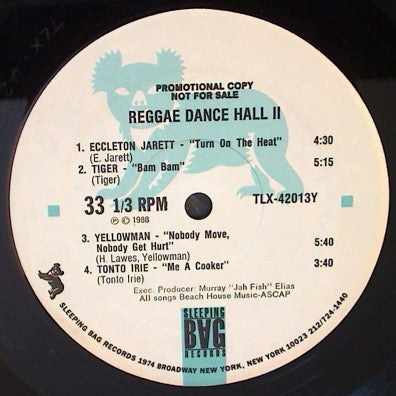 TLX-42
PROMOTIONAL COPY
NOT FOR SALE
REGGAE DANCE HALL II
1. ECCLETON JARETT - "Turn On The Heat" 4:30
(E. Jarett)
2. TIGER - "Bam Bam" 5:15
(Tiger)
33 1/3 RPM TLX-42013Y
℗ © 1988
3. YELLOWMAN - "Nobody Move,
Nobody Get Hurt" 5:40
(H. Lawes, Yellowman)
4. TONTO IRIE - "Me A Cooker" 3:40
(Tonto Irie)
Exec. Producer: Murray "Jah Fish" Elias
All songs Beach House Music-ASCAP
SLEEPING
BAG
RECORDS
SLEEPING BAG RECORDS 1974 BROADWAY NEW YORK, NEW YORK 10023 212/724-1440